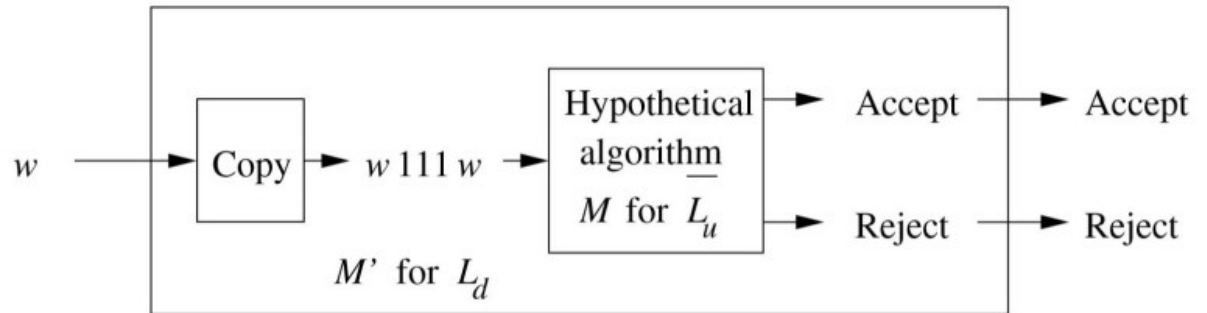 Hypothetical
Accept Accept
algorithm
w Copy w 111 w
M for L̅u
Reject Reject
M’ for Ld